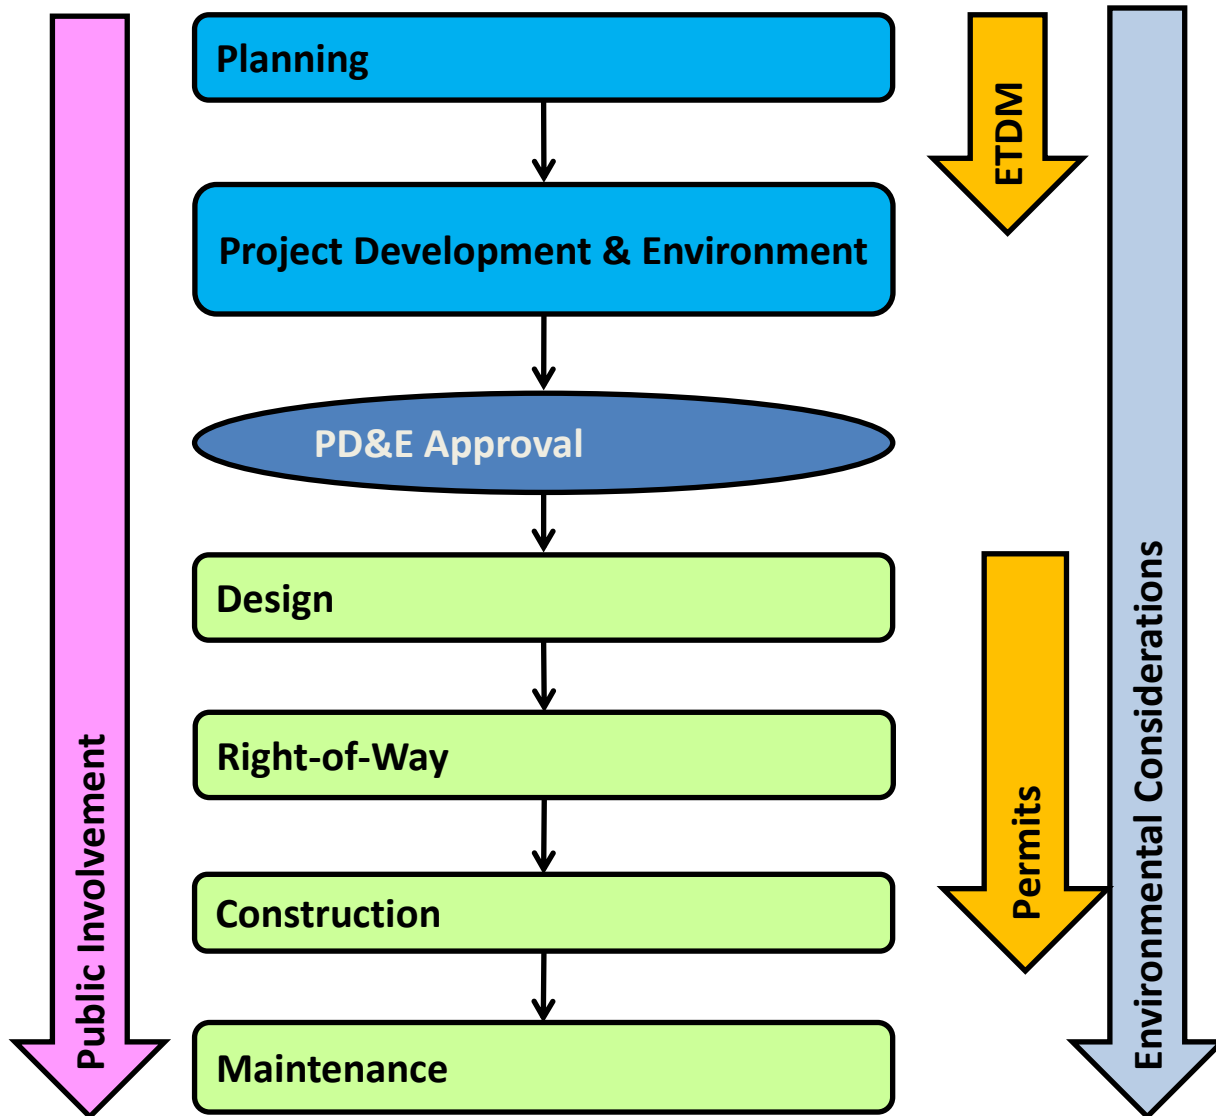 Planning
Project Development & Environment
PD&E Approval
Design
Right-of-Way
Construction
Maintenance
Public Involvement
ETDM
Permits
Environmental Considerations